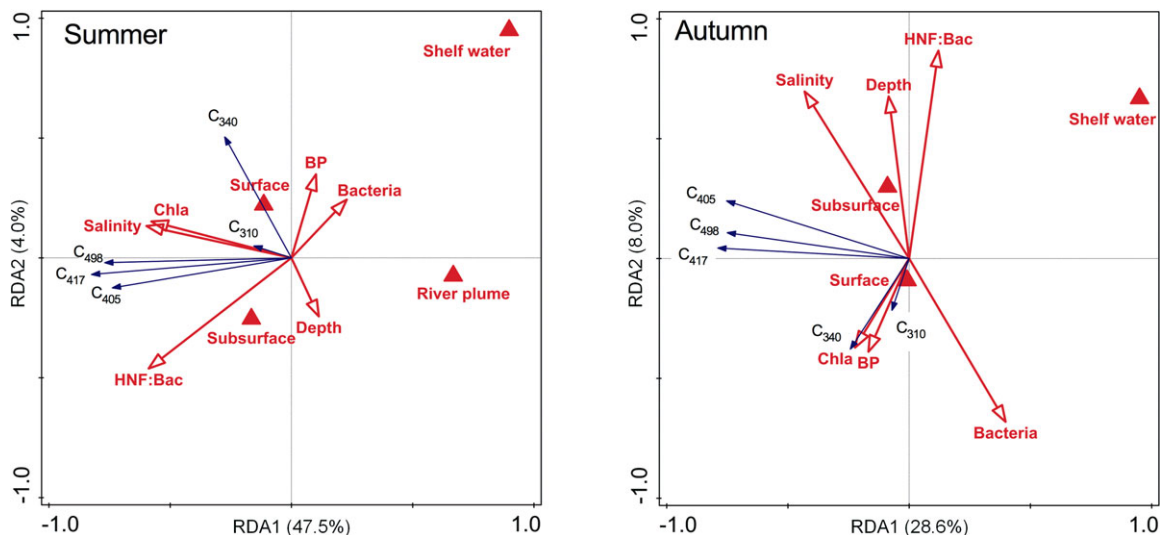 Summer
1.0
Shelf water
C340
BP
Surface
Bacteria
Chla
Salinity
C310
C498
C417
C405
River plume
Depth
Subsurface
HNF:Bac
RDA2 (4.0%)
-1.0
-1.0
RDA1 (47.5%)
1.0
Autumn
1.0
HNF:Bac
Salinity
Depth
Shelf water
C405
Subsurface
C498
C417
Surface
C340
C310
Chla
BP
Bacteria
RDA2 (8.0%)
-1.0
-1.0
RDA1 (28.6%)
1.0